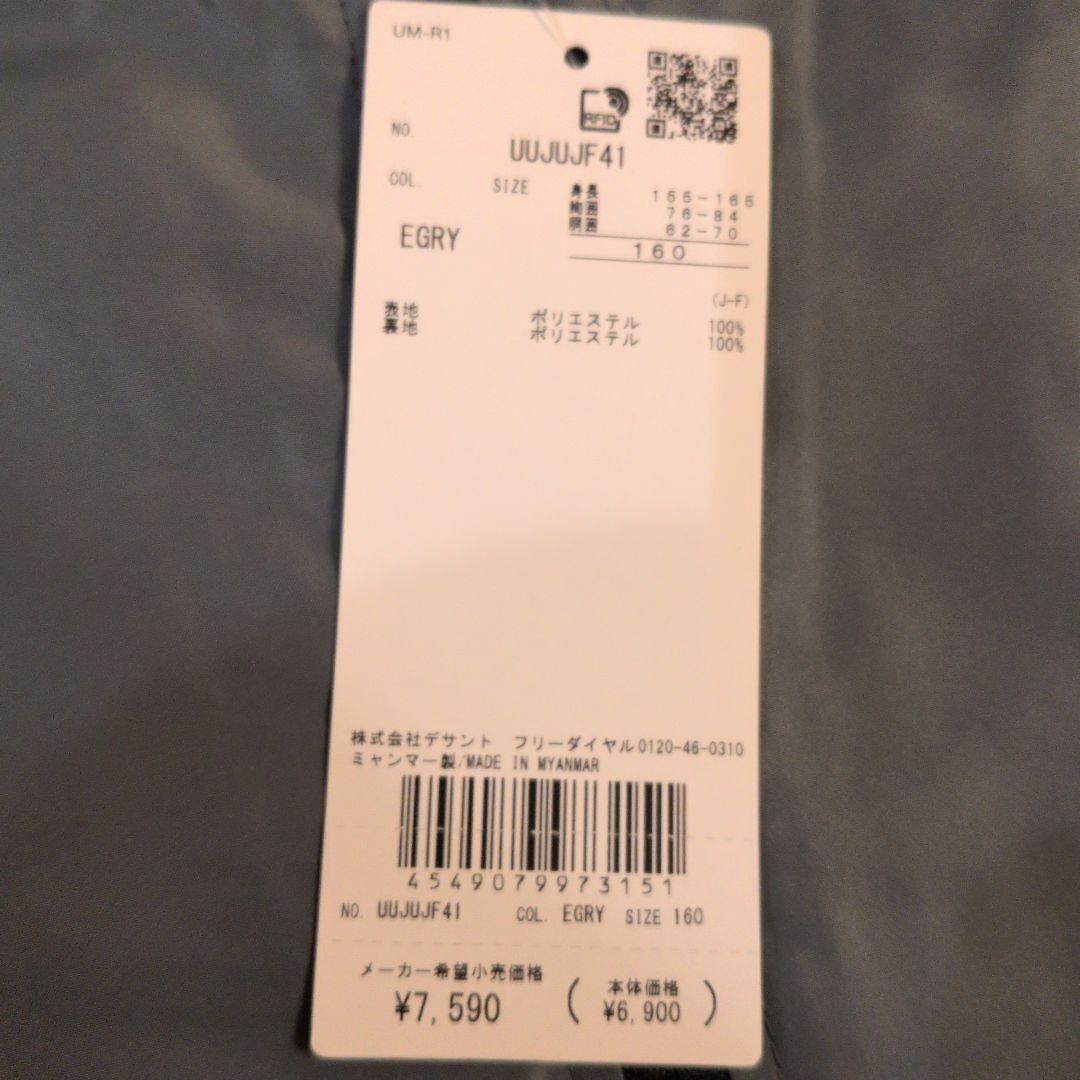 UM-R1
RFID
NO. UUJUJF41
COL. SIZE 身長 155-165
胸囲 76-84
胴囲 62-70
EGRY 160
(J-F)
表地 ポリエステル 100%
裏地 ポリエステル 100%
株式会社デサント フリーダイヤル0120-46-0310
ミャンマー製/MADE IN MYANMAR
4549079973151
NO. UUJUJF41 COL. EGRY SIZE 160
メーカー希望小売価格
¥7,590 (本体価格 ¥6,900)